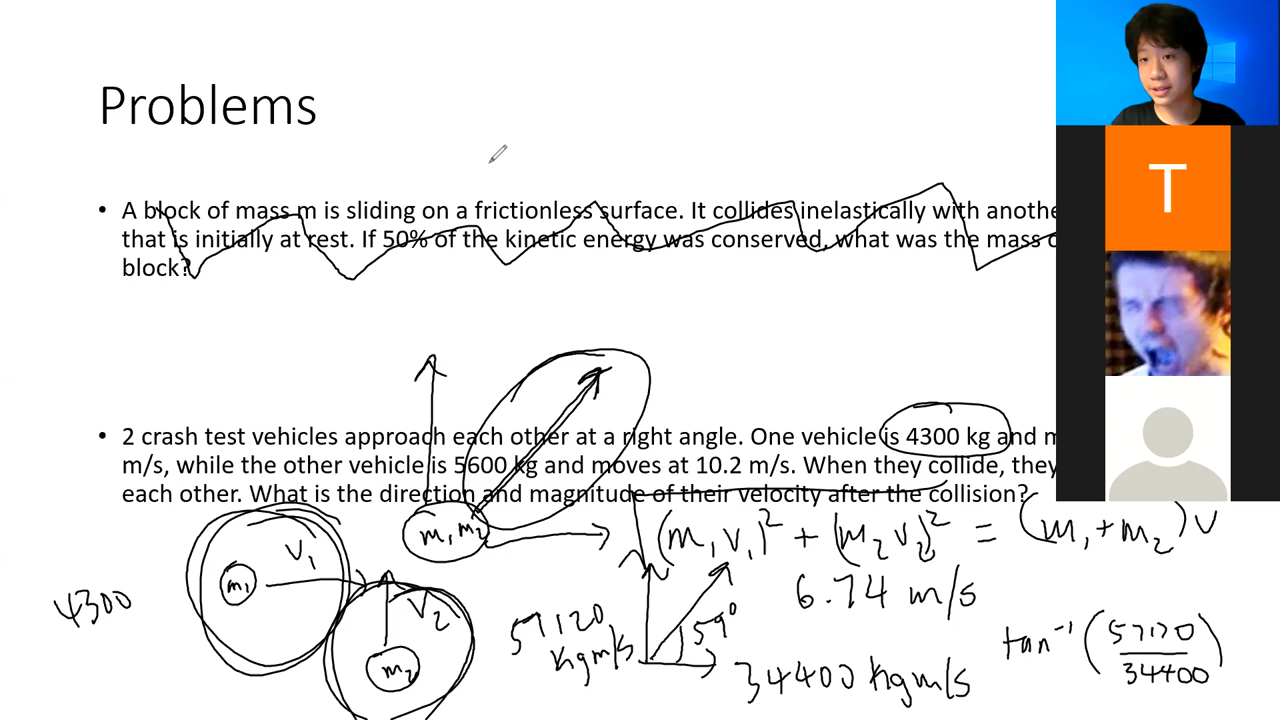 Problems
• A block of mass m is sliding on a frictionless surface. It collides inelastically with
that is initially at rest. If 50% of the kinetic energy was conserved, what was the mass
block?
• 2 crash test vehicles approach each other at a right angle. One vehicle is 4300 kg and
m/s, while the other vehicle is 5600 kg and moves at 10.2 m/s. When they collide, they
each other. What is the direction and magnitude of their velocity after the collision?
T
m₁ m₂
(m₁v₁)² + (m₂v₂)² = (m₁+m₂)v
6.74 m/s
4300
m₁
v₁
v₂
m₂
57120
kgm/s
59°
34400 kgm/s
tan⁻¹(57120/34400)